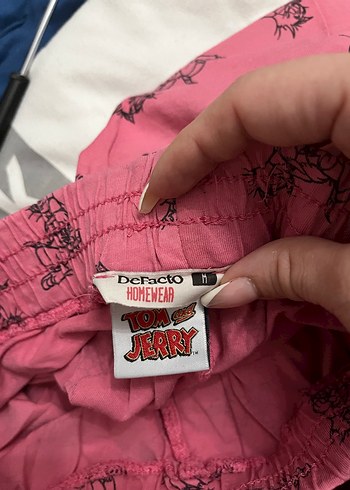 DeFacto M
HOMEWEAR
TOM AND
JERRY